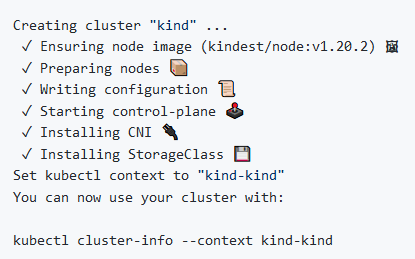 Creating cluster "kind" ...
✓ Ensuring node image (kindest/node:v1.20.2) 🖼
✓ Preparing nodes 📦
✓ Writing configuration 📜
✓ Starting control-plane 🕹️
✓ Installing CNI 🔌
✓ Installing StorageClass 💾
Set kubectl context to "kind-kind"
You can now use your cluster with:
kubectl cluster-info --context kind-kind